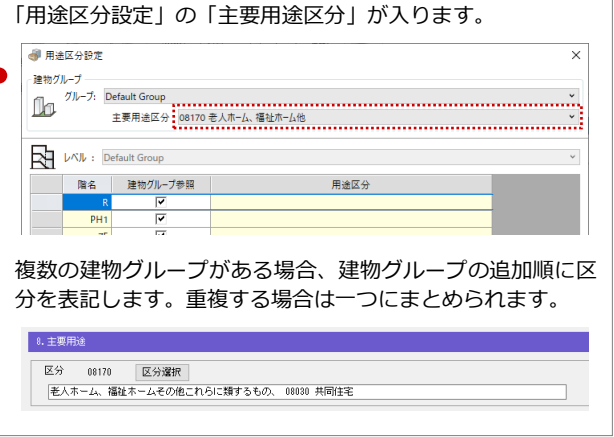 「用途区分設定」の「主要用途区分」が入ります。
用途区分設定
建物グループ
グループ: Default Group
主要用途区分 08170 老人ホーム、福祉ホーム他
レベル : Default Group
階名 建物グループ参照 用途区分
R
PH1
複数の建物グループがある場合、建物グループの追加順に区
分を表記します。重複する場合は一つにまとめられます。
8.主要用途
区分 08170 区分選択
老人ホーム、福祉ホームその他これらに類するもの、 08030 共同住宅